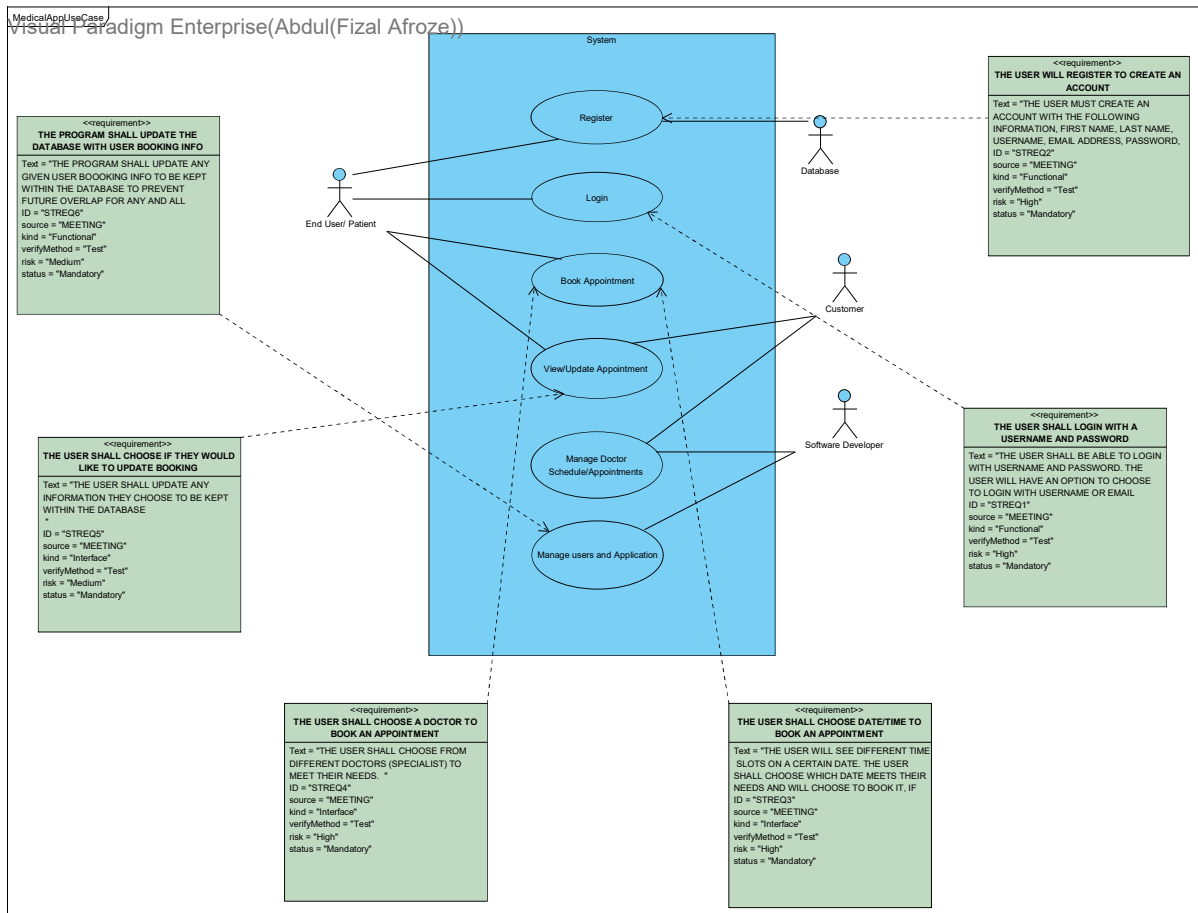 MedicalAppUseCase
Visual Paradigm Enterprise(Abdul(Fizal Afroze))
System
Register
Login
Book Appointment
View/Update Appointment
Manage Doctor
Schedule/Appointments
Manage users and Application
End User/ Patient
Database
Customer
Software Developer
<<requirement>>
THE PROGRAM SHALL UPDATE THE
DATABASE WITH USER BOOKING INFO
Text = "THE PROGRAM SHALL UPDATE ANY
GIVEN USER BOOOKING INFO TO BE KEPT
WITHIN THE DATABASE TO PREVENT
FUTURE OVERLAP FOR ANY AND ALL
ID = "STREQ6"
source = "MEETING"
kind = "Functional"
verifyMethod = "Test"
risk = "Medium"
status = "Mandatory"
<<requirement>>
THE USER WILL REGISTER TO CREATE AN
ACCOUNT
Text = "THE USER MUST CREATE AN
ACCOUNT WITH THE FOLLOWING
INFORMATION, FIRST NAME, LAST NAME,
USERNAME, EMAIL ADDRESS, PASSWORD,
ID = "STREQ2"
source = "MEETING"
kind = "Functional"
verifyMethod = "Test"
risk = "High"
status = "Mandatory"
<<requirement>>
THE USER SHALL CHOOSE IF THEY WOULD
LIKE TO UPDATE BOOKING
Text = "THE USER SHALL UPDATE ANY
INFORMATION THEY CHOOSE TO BE KEPT
WITHIN THE DATABASE
"
ID = "STREQ5"
source = "MEETING"
kind = "Interface"
verifyMethod = "Test"
risk = "Medium"
status = "Mandatory"
<<requirement>>
THE USER SHALL LOGIN WITH A
USERNAME AND PASSWORD
Text = "THE USER SHALL BE ABLE TO LOGIN
WITH USERNAME AND PASSWORD. THE
USER WILL HAVE AN OPTION TO CHOOSE
TO LOGIN WITH USERNAME OR EMAIL
ID = "STREQ1"
source = "MEETING"
kind = "Functional"
verifyMethod = "Test"
risk = "High"
status = "Mandatory"
<<requirement>>
THE USER SHALL CHOOSE A DOCTOR TO
BOOK AN APPOINTMENT
Text = "THE USER SHALL CHOOSE FROM
DIFFERENT DOCTORS (SPECIALIST) TO
MEET THEIR NEEDS. "
ID = "STREQ4"
source = "MEETING"
kind = "Interface"
verifyMethod = "Test"
risk = "High"
status = "Mandatory"
<<requirement>>
THE USER SHALL CHOOSE DATE/TIME TO
BOOK AN APPOINTMENT
Text = "THE USER WILL SEE DIFFERENT TIME
SLOTS ON A CERTAIN DATE. THE USER
SHALL CHOOSE WHICH DATE MEETS THEIR
NEEDS AND WILL CHOOSE TO BOOK IT, IF
ID = "STREQ3"
source = "MEETING"
kind = "Interface"
verifyMethod = "Test"
risk = "High"
status = "Mandatory"